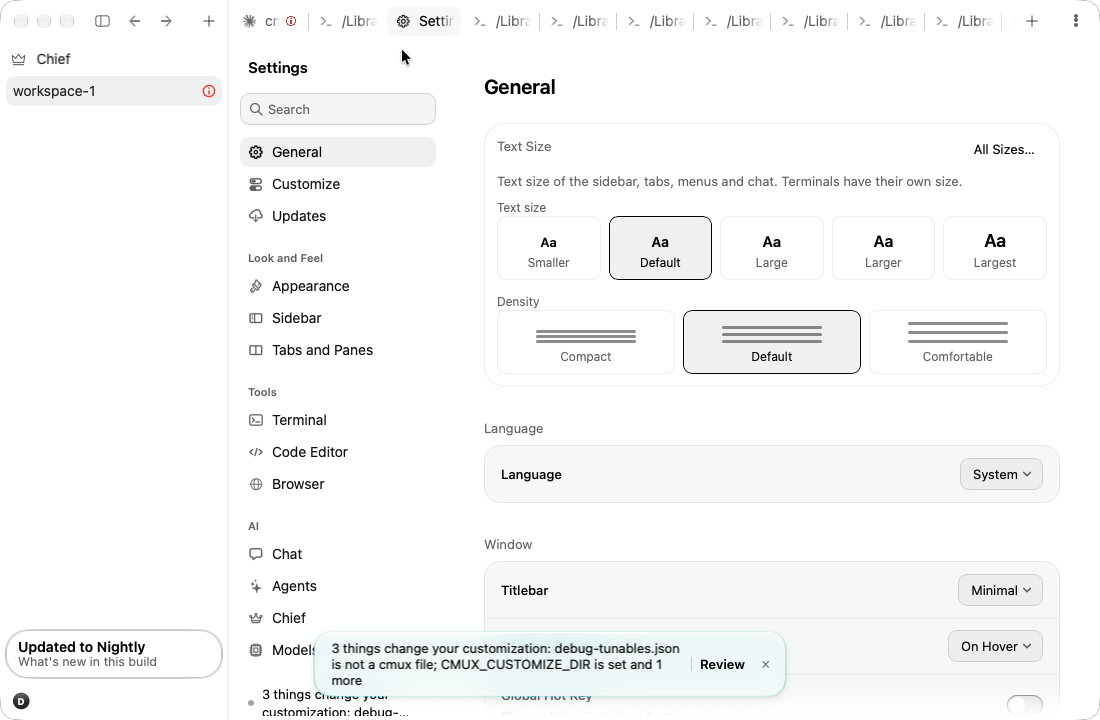 cr
/Libra
Settin
/Libra
/Libra
/Libra
/Libra
/Libra
/Libra
/Libra
Chief
workspace-1
Settings
Search
General
Customize
Updates
Look and Feel
Appearance
Sidebar
Tabs and Panes
Tools
Terminal
Code Editor
Browser
AI
Chat
Agents
Chief
Models
3 things change your
customization: debug-...
Updated to Nightly
What's new in this build
D
General
Text Size
All Sizes...
Text size of the sidebar, tabs, menus and chat. Terminals have their own size.
Text size
Aa Aa Aa Aa Aa
Smaller Default Large Larger Largest
Density
Compact Default Comfortable
Language
Language System
Window
Titlebar Minimal
On Hover
Global Hot Key
3 things change your customization: debug-tunables.json
is not a cmux file; CMUX_CUSTOMIZE_DIR is set and 1
more
Review